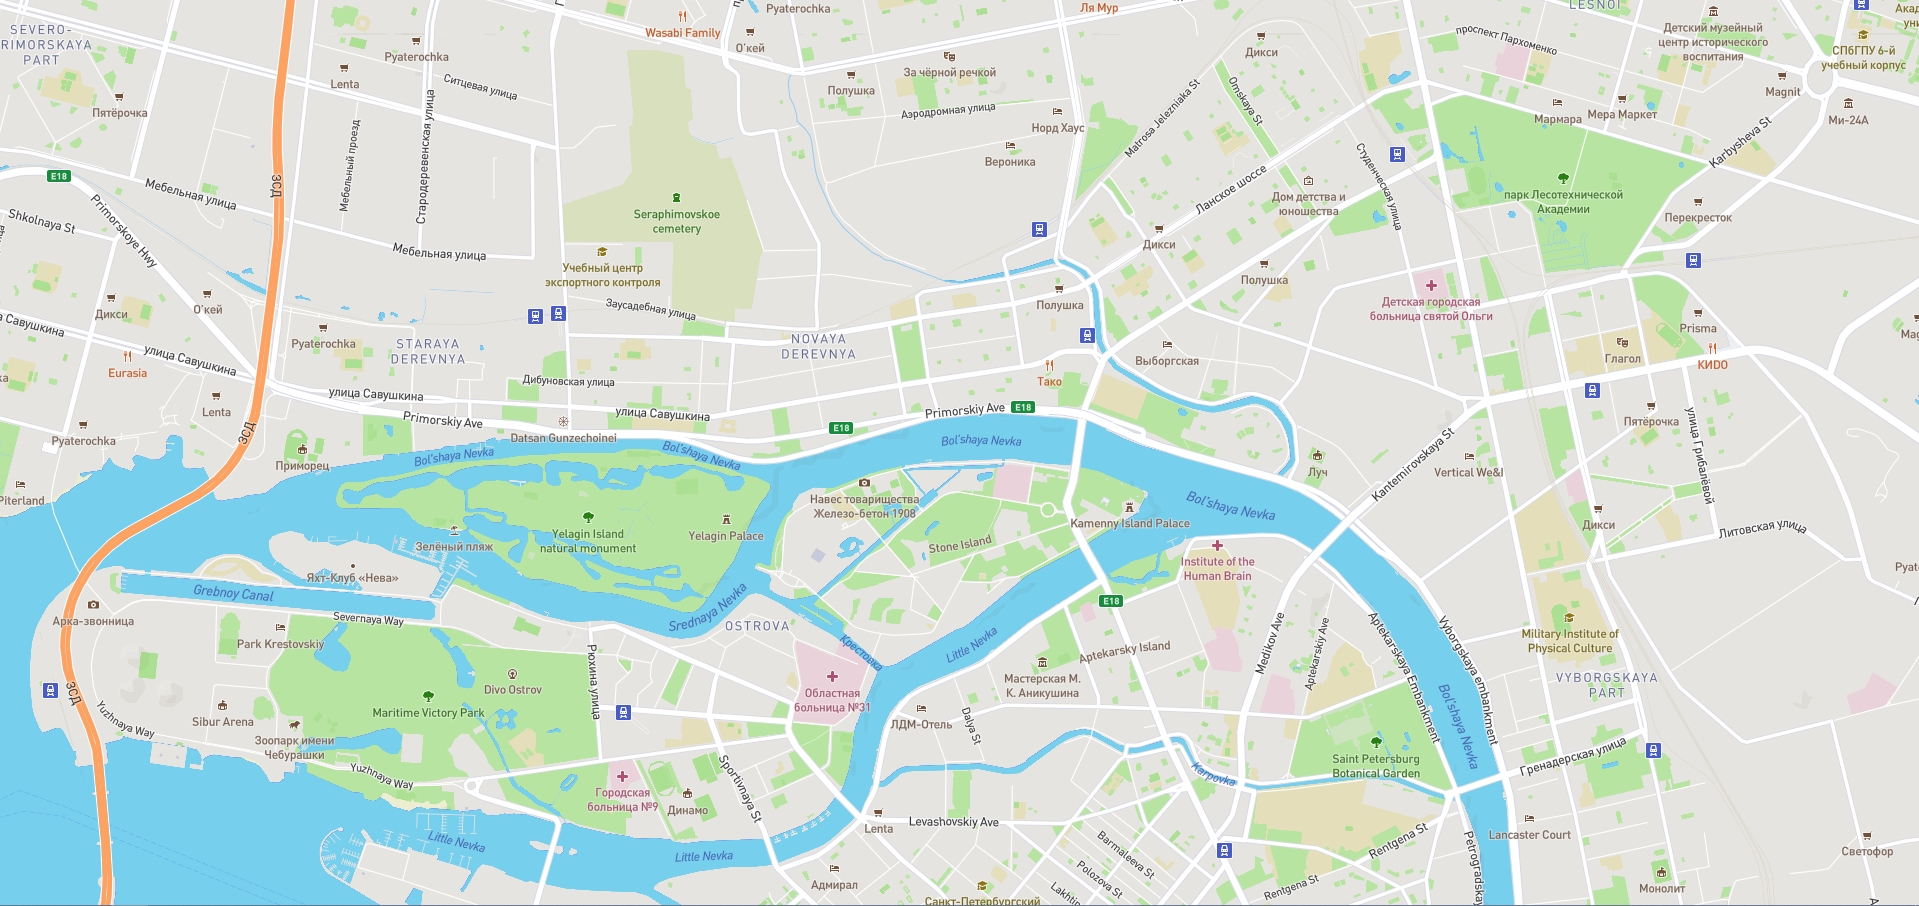 Pyaterochka
Ля Мур
LESNOI
SEVERO-
RIMORSKAYA
PART
Wasabi Family
О'кей
Дикси
проспект Пархоменко
Детский музейный
центр исторического
воспитания
СПбГПУ 6-й
учебный корпус
Pyaterochka
Lenta
Ситцевая улица
За чёрной речкой
Полушка
Magnit
Пятёрочка
Аэродромная улица
Норд Хаус
Matrosa Jelezniaka St
Omskaya St
Мармара
Мера Маркет
Ми-24А
Karbysheva St
Мебельный проезд
Стародеревенская улица
Вероника
Студенческая улица
E18
ЗСД
Мебельная улица
Ланское шоссе
Дом детства и
юношества
парк Лесотехнической
Академии
Перекресток
Shkolnaya St
Primorskoye Hwy
Seraphimovskoe
cemetery
Мебельная улица
Дикси
Учебный центр
экспортного контроля
Полушка
Детская городская
больница святой Ольги
Дикси
О'кей
Заусадебная улица
Полушка
Prisma
а Савушкина
Pyaterochka
STARAYA
DEREVNYA
NOVAYA
DEREVNYA
улица Савушкина
Выборгская
Глагол
КИDO
Eurasia
Дибуновская улица
Тако
улица Савушкина
Lenta
улица Савушкина
Primorskiy Ave
E18
Primorskiy Ave
E18
Пятёрочка
улица Грибалёвой
Pyaterochka
ЗСД
Datsan Gunzechoinei
Приморец
Bol'shaya Nevka
Bol'shaya Nevka
Bol'shaya Nevka
Луч
Kantemirovskaya St
Vertical We&I
Piterland
Навес товарищества
Железо-бетон 1908
Bol'shaya Nevka
Kamenny Island Palace
Дикси
Литовская улица
Yelagin Island
natural monument
Yelagin Palace
Зелёный пляж
Stone Island
Яхт-Клуб «Нева»
Institute of the
Human Brain
Grebnoy Canal
Srednaya Nevka
E18
Арка-звонница
Severnaya Way
OSTROVA
Park Krestovskiy
Крестовка
Little Nevka
Aptekarsky Island
Medikov Ave
Aptekarskiy Ave
Aptekarskaya Embankment
Vyborgskaya embankment
Military Institute of
Physical Culture
Рюхина улица
Divo Ostrov
Областная
больница №31
Мастерская М.
К. Аникушина
VYBORGSKAYA
PART
ЗСД
Maritime Victory Park
Yuzhnaya Way
Sibur Arena
Зоопарк имени
Чебурашки
ЛДМ-Отель
Dalya St
Bol'shaya Nevka
Saint Petersburg
Botanical Garden
Гренадерская улица
Yuzhnaya Way
Sportivnaya St
Karpovka
Городская
больница №9
Динамо
Lenta
Levashovskiy Ave
Lancaster Court
Little Nevka
Little Nevka
Barmaleeva St
Rentgena St
Светофор
Адмирал
Polozova St
Rentgena St
Petrogradska
Монолит
Lakhtin
Санкт-Петербургский